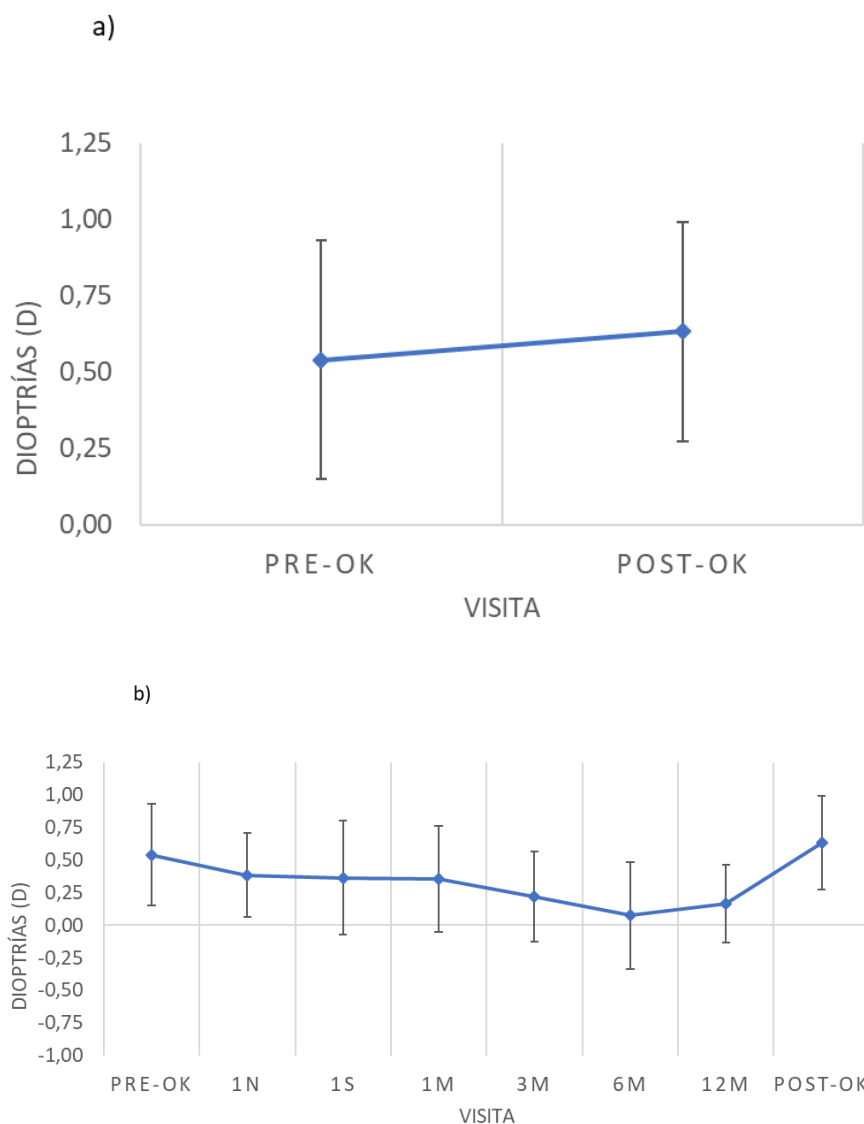 a)
1,25
1,00
0,75
0,50
0,25
0,00
DIOPTRÍAS (D)
PRE-OK POST-OK
VISITA
b)
1,25
1,00
0,75
0,50
0,25
0,00
-0,25
-0,50
-0,75
-1,00
DIOPTRÍAS (D)
PRE-OK 1N 1S 1M 3M 6M 12M POST-OK
VISITA